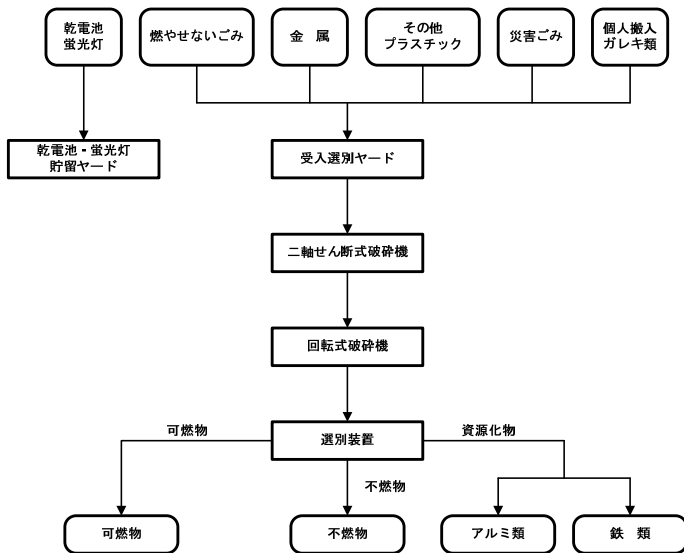 乾電池
蛍光灯
燃やせないごみ
金　属
その他
プラスチック
災害ごみ
個人搬入
ガレキ類
乾電池・蛍光灯
貯留ヤード
受入選別ヤード
二軸せん断式破砕機
回転式破砕機
選別装置
可燃物
資源化物
不燃物
可燃物
不燃物
アルミ類
鉄　類